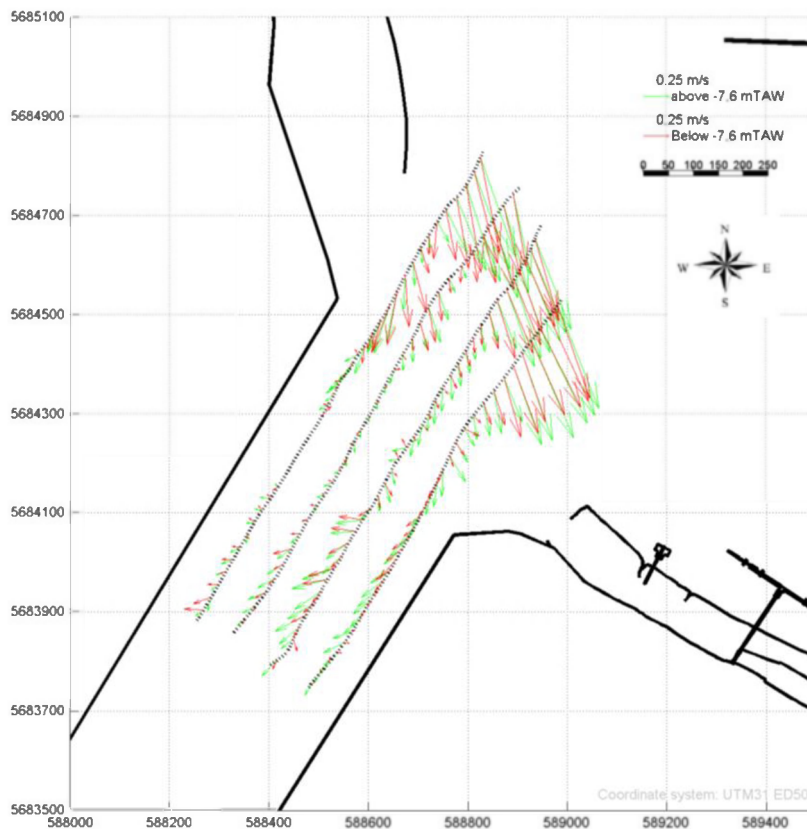 5685100
0.25 m/s
above -7.6 mTAW
5684900
0.25 m/s
Below -7.6 mTAW
0 50 100 150 200 250
5684700
N
W E
S
5684500
5684300
5684100
5683900
5683700
Coordinate system: UTM31 ED50
5683500
588000 588200 588400 588600 588800 589000 589200 589400